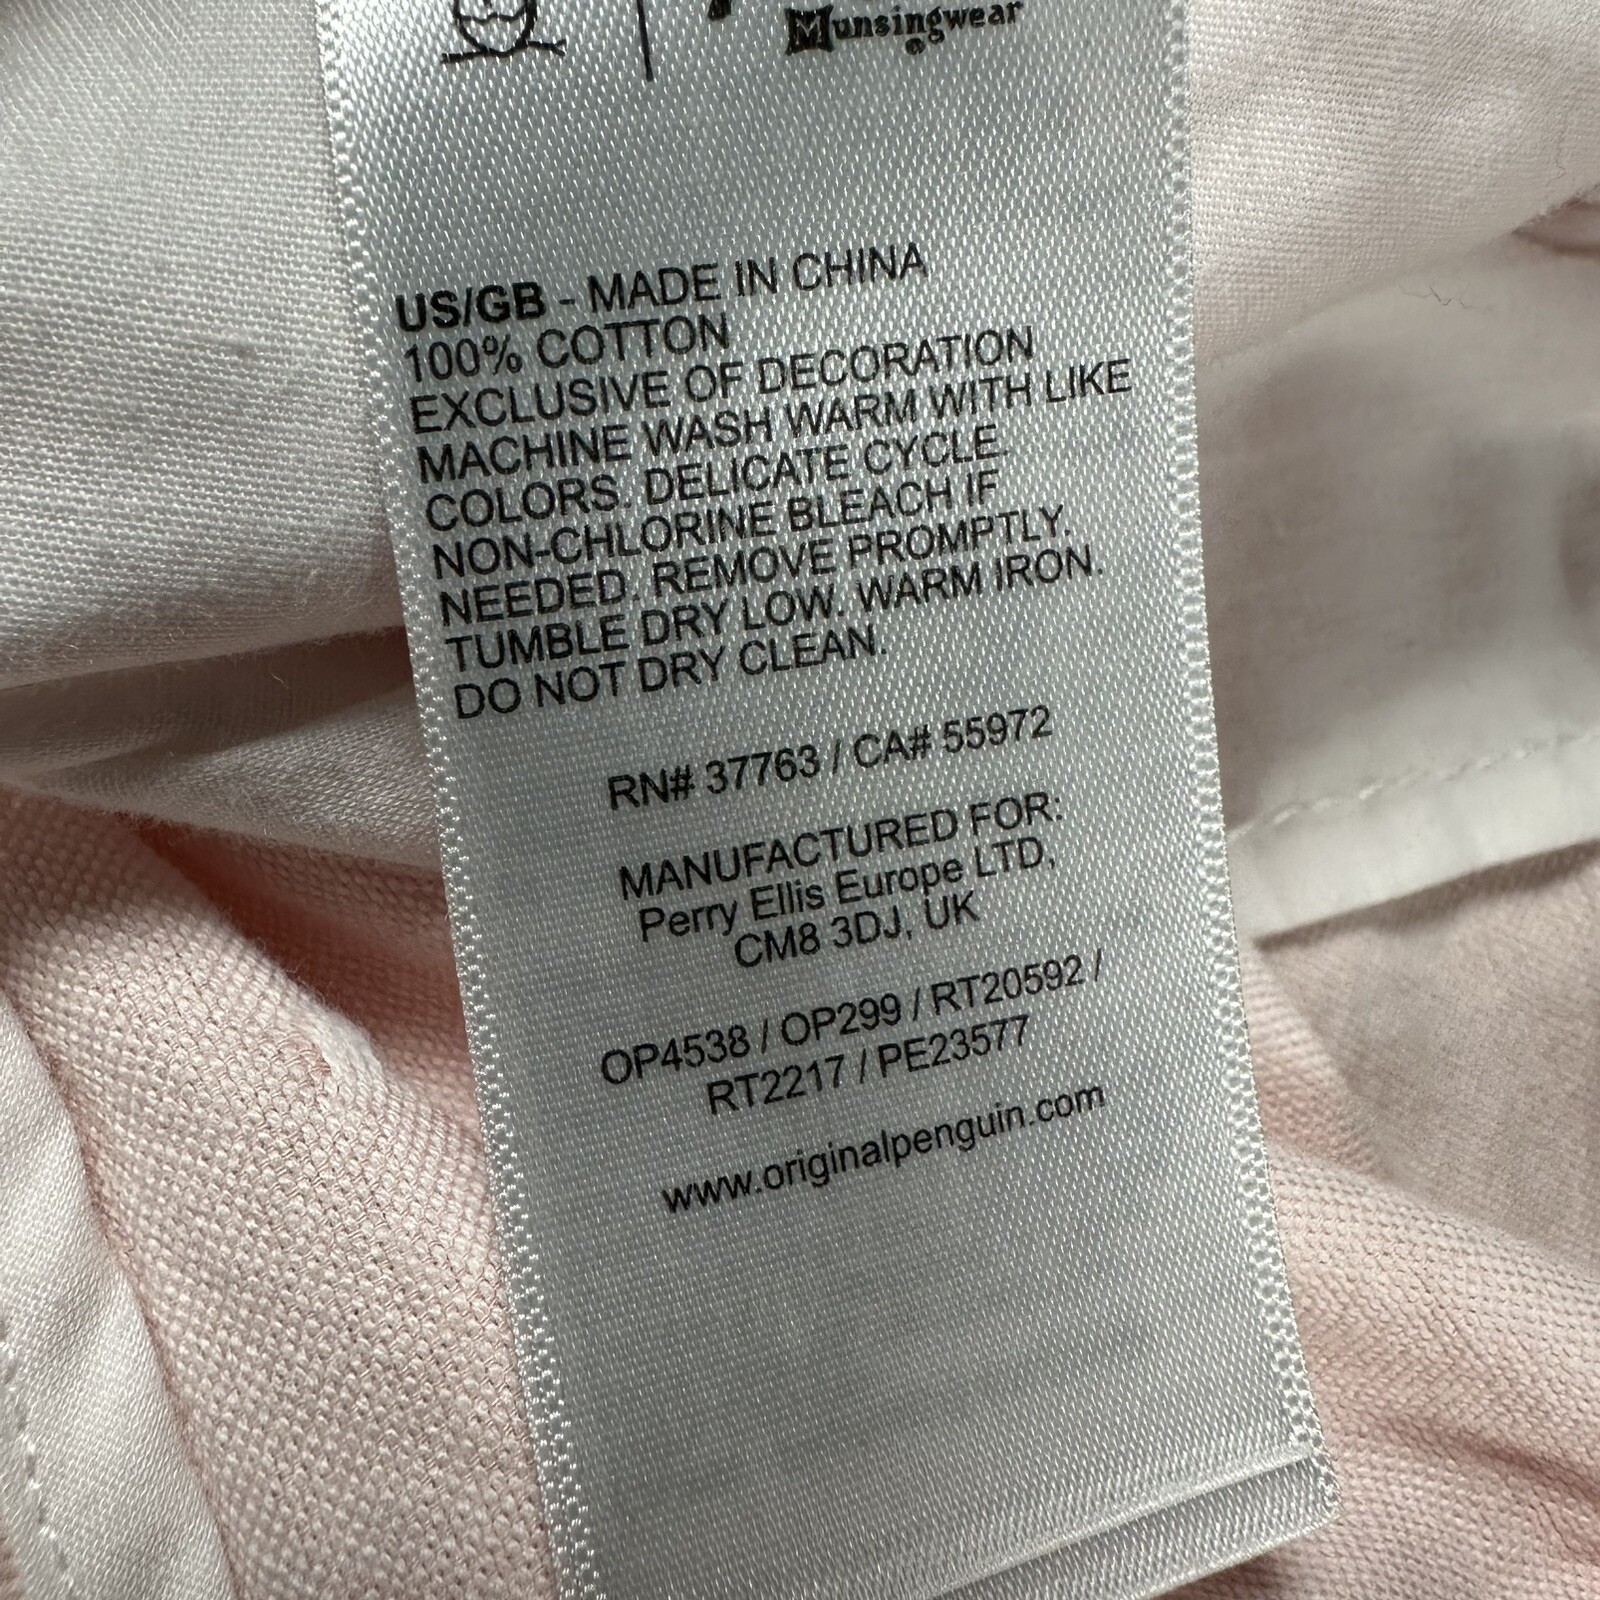 Munsingwear
®
US/GB - MADE IN CHINA
100% COTTON
EXCLUSIVE OF DECORATION
MACHINE WASH WARM WITH LIKE
COLORS. DELICATE CYCLE.
NON-CHLORINE BLEACH IF
NEEDED. REMOVE PROMPTLY.
TUMBLE DRY LOW. WARM IRON.
DO NOT DRY CLEAN.
RN# 37763 / CA# 55972
MANUFACTURED FOR:
Perry Ellis Europe LTD,
CM8 3DJ, UK
OP4538 / OP299 / RT20592 /
RT2217 / PE23577
www.originalpenguin.com